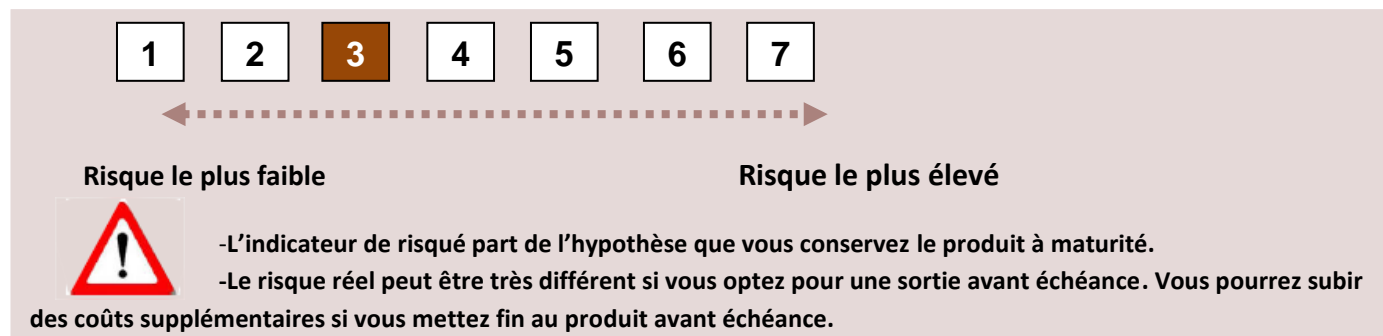 1 2 3 4 5 6 7
Risque le plus faible Risque le plus élevé
-L’indicateur de risqué part de l’hypothèse que vous conservez le produit à maturité.
-Le risque réel peut être très différent si vous optez pour une sortie avant échéance. Vous pourrez subir
des coûts supplémentaires si vous mettez fin au produit avant échéance.